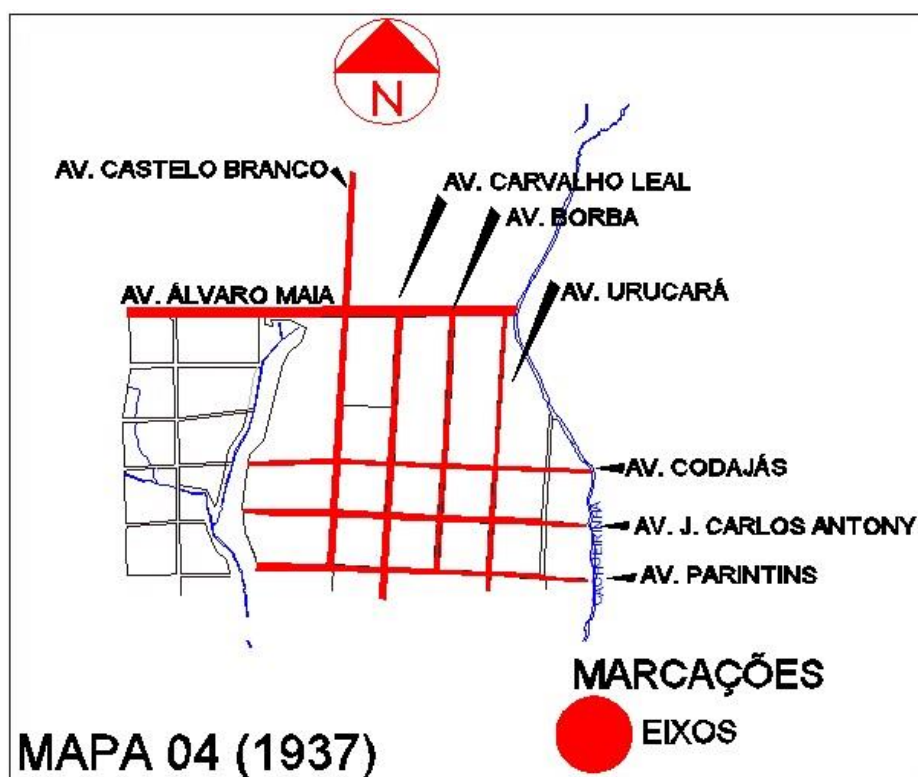 N
AV. CASTELO BRANCO
AV. CARVALHO LEAL
AV. BORBA
AV. ÁLVARO MAIA
AV. URUCARÁ
AV. CODAJÁS
AV. J. CARLOS ANTONY
AV. PARINTINS
MARCAÇÕES
EIXOS
MAPA 04 (1937)